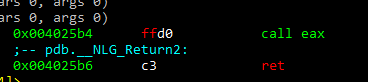 ars 0, args 0)
0x004025b4 ffd0 call eax
;-- pdb.__NLG_Return2:
0x004025b6 c3 ret